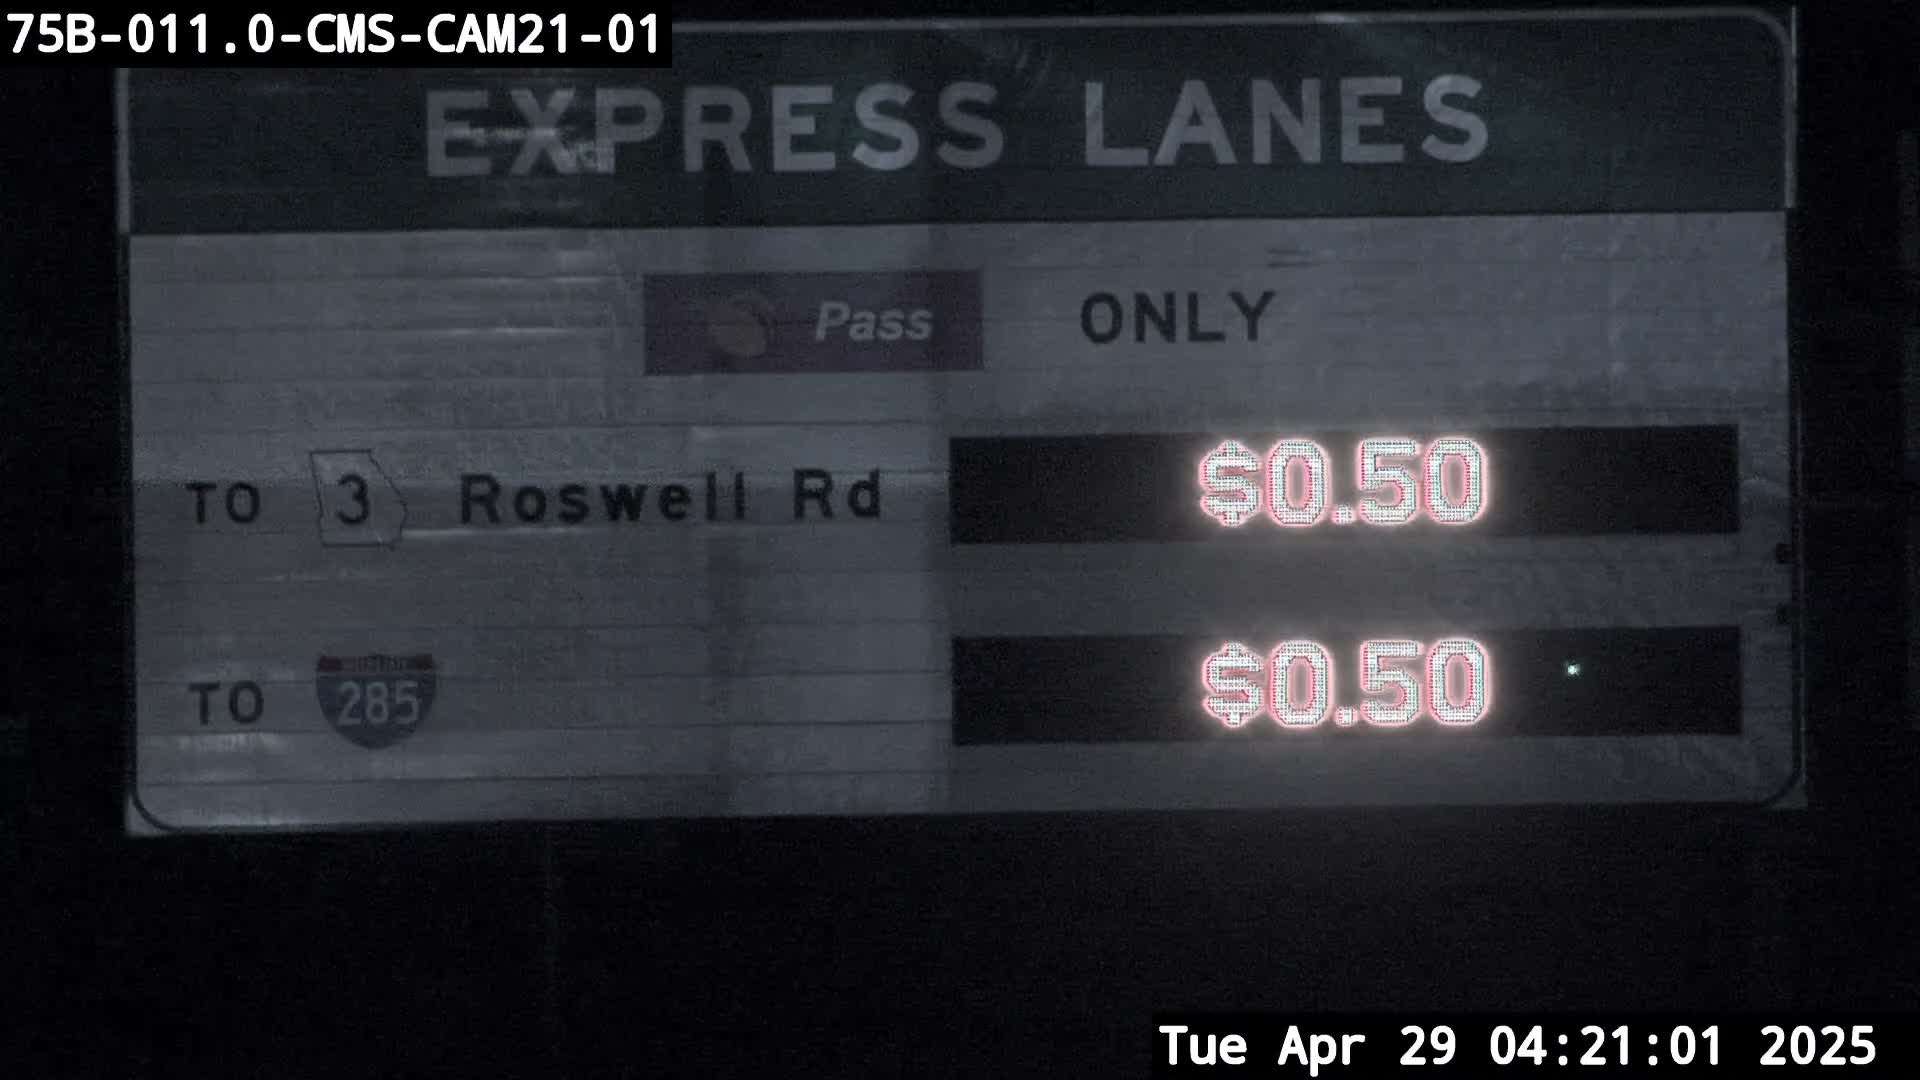 75B-011.0-CMS-CAM21-01
EXPRESS LANES
Pass ONLY
TO 3 Roswell Rd $0.50
TO 285 $0.50
Tue Apr 29 04:21:01 2025